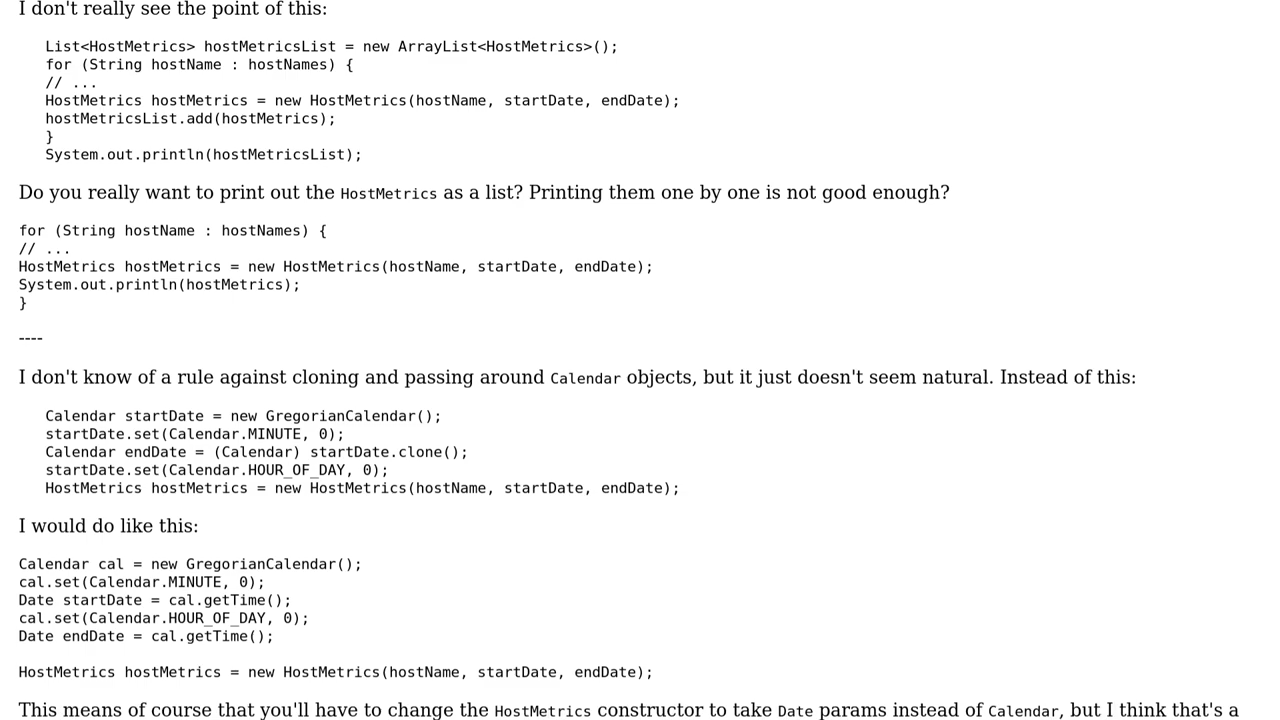 I don't really see the point of this:
List<HostMetrics> hostMetricsList = new ArrayList<HostMetrics>();
for (String hostName : hostNames) {
// ...
HostMetrics hostMetrics = new HostMetrics(hostName, startDate, endDate);
hostMetricsList.add(hostMetrics);
}
System.out.println(hostMetricsList);
Do you really want to print out the HostMetrics as a list? Printing them one by one is not good enough?
for (String hostName : hostNames) {
// ...
HostMetrics hostMetrics = new HostMetrics(hostName, startDate, endDate);
System.out.println(hostMetrics);
}
----
I don't know of a rule against cloning and passing around Calendar objects, but it just doesn't seem natural. Instead of this:
Calendar startDate = new GregorianCalendar();
startDate.set(Calendar.MINUTE, 0);
Calendar endDate = (Calendar) startDate.clone();
startDate.set(Calendar.HOUR_OF_DAY, 0);
HostMetrics hostMetrics = new HostMetrics(hostName, startDate, endDate);
I would do like this:
Calendar cal = new GregorianCalendar();
cal.set(Calendar.MINUTE, 0);
Date startDate = cal.getTime();
cal.set(Calendar.HOUR_OF_DAY, 0);
Date endDate = cal.getTime();
HostMetrics hostMetrics = new HostMetrics(hostName, startDate, endDate);
This means of course that you'll have to change the HostMetrics constructor to take Date params instead of Calendar, but I think that's a